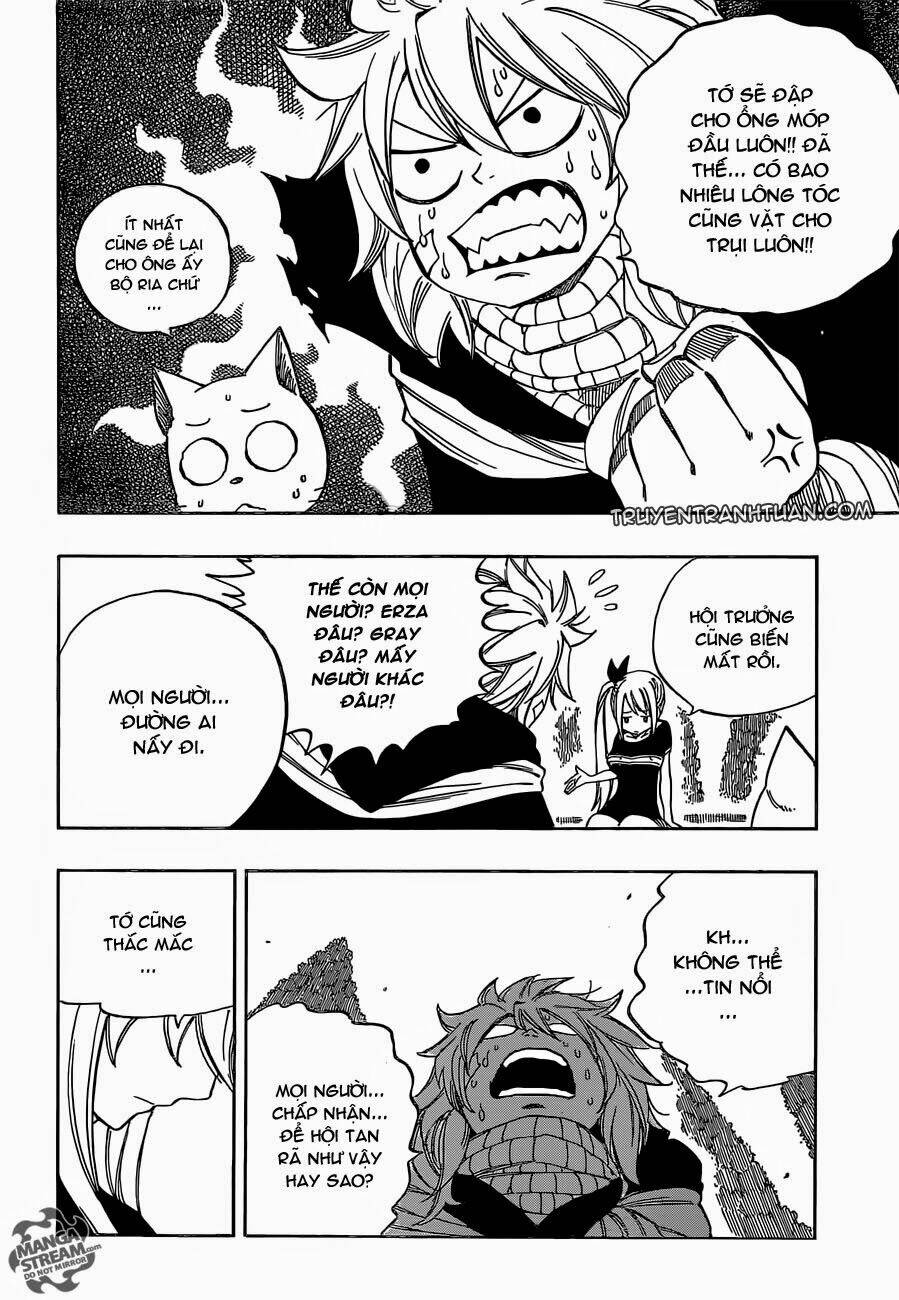 TỚ SẼ ĐẬP
CHO ỔNG MÓP
ĐẦU LUÔN!! ĐÃ
THẾ... CÓ BAO
NHIÊU LÔNG TÓC
CŨNG VẶT CHO
TRỤI LUÔN!!
ÍT NHẤT
CŨNG ĐỂ LẠI
CHO ÔNG ẤY
BỘ RIA CHỨ
...
TRUYENTRANHTUAN.COM
HỘI TRƯỞNG
CŨNG BIẾN
MẤT RỒI.
THẾ CÒN MỌI
NGƯỜI? ERZA
ĐÂU? GRAY
ĐÂU? MẤY
NGƯỜI KHÁC
ĐÂU?!
MỌI NGƯỜI...
ĐƯỜNG AI
NẤY ĐI.
KH...
KHÔNG THỂ
...TIN NỔI
...
MỌI NGƯỜI...
CHẤP NHẬN...
ĐỂ HỘI TAN
RÃ NHƯ VẬY
HAY SAO?
TỚ CŨNG
THẮC MẮC
...
MANGA
STREAM.com
DO NOT MIRROR!